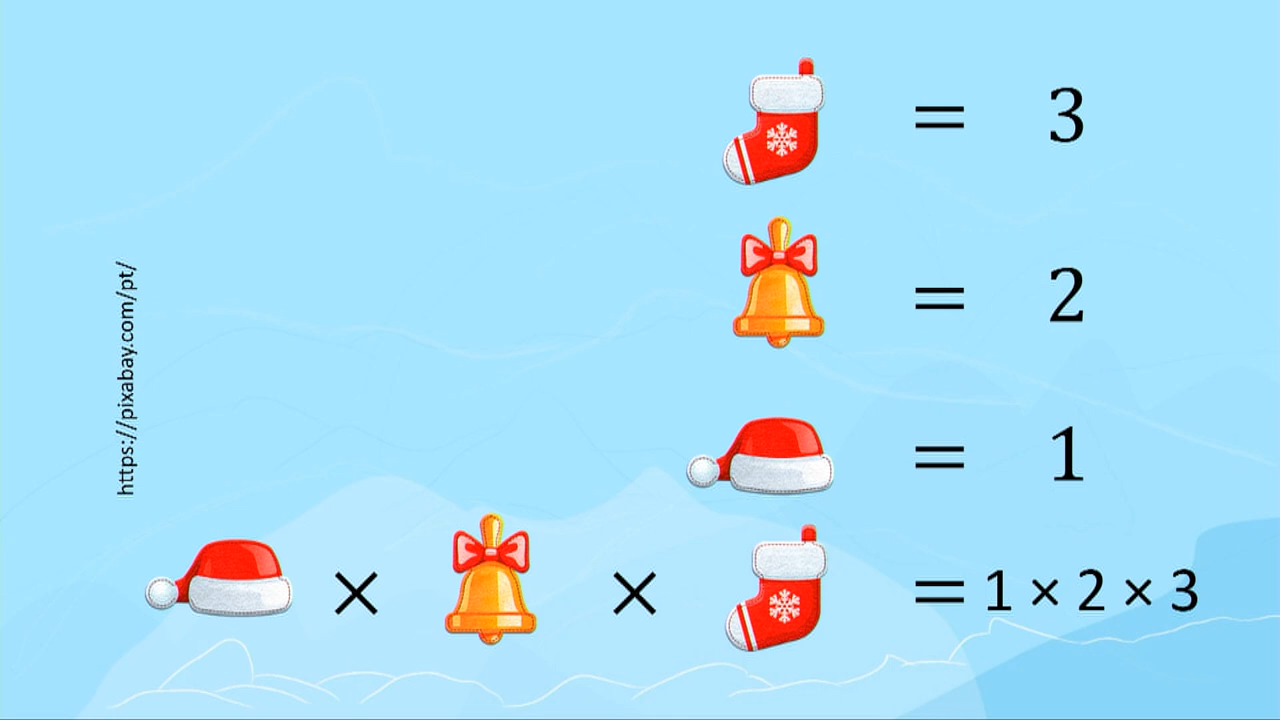 = 3
= 2
= 1
× × = 1 × 2 × 3
https://pixabay.com/pt/